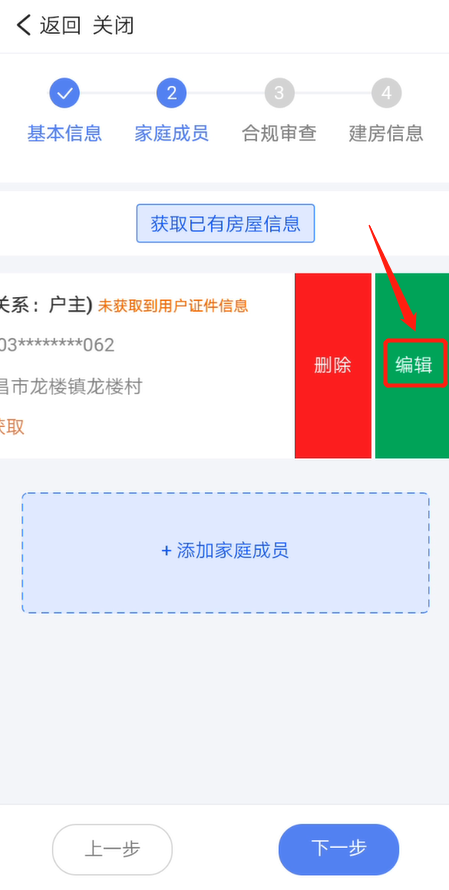 返回 关闭
2 3 4
基本信息 家庭成员 合规审查 建房信息
获取已有房屋信息
关系：户主) 未获取到用户证件信息
03********062
昌市龙楼镇龙楼村
获取
删除 编辑
+ 添加家庭成员
上一步 下一步